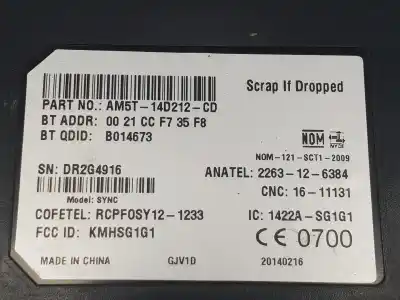 Scrap If Dropped
PART NO.: AM5T-14D212-CD
BT ADDR: 00 21 CC F7 35 F8
BT QDID: B014673
NOM
NYCE
NOM-121-SCT1-2009
SN: DR2G4916
ANATEL: 2263-12-6384
Model: SYNC
CNC: 16-11131
COFETEL: RCPFOSY12-1233
IC: 1422A-SG1G1
FCC ID: KMHSG1G1
CE 0700
MADE IN CHINA
GJV1D
20140216